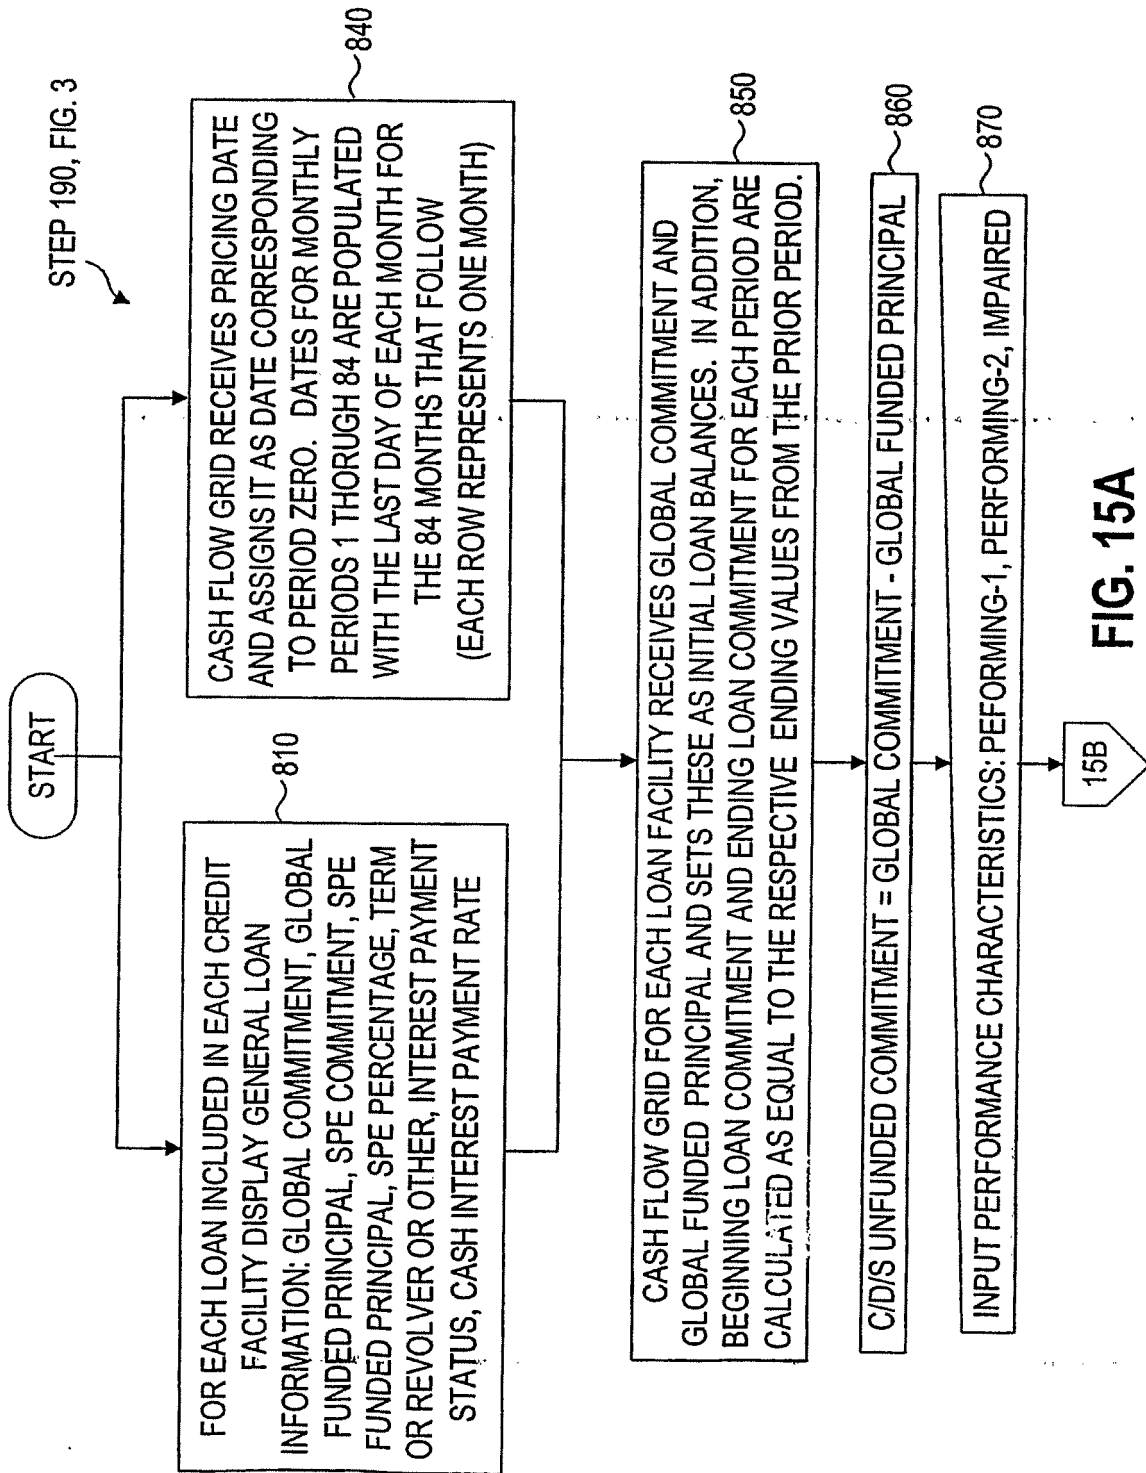 STEP 190, FIG. 3
START
FOR EACH LOAN INCLUDED IN EACH CREDIT
FACILITY DISPLAY GENERAL LOAN
INFORMATION: GLOBAL COMMITMENT, GLOBAL
FUNDED PRINCIPAL, SPE COMMITMENT, SPE
FUNDED PRINCIPAL, SPE PERCENTAGE, TERM
OR REVOLVER OR OTHER, INTEREST PAYMENT
STATUS, CASH INTEREST PAYMENT RATE
810
CASH FLOW GRID RECEIVES PRICING DATE
AND ASSIGNS IT AS DATE CORRESPONDING
TO PERIOD ZERO. DATES FOR MONTHLY
PERIODS 1 THORUGH 84 ARE POPULATED
WITH THE LAST DAY OF EACH MONTH FOR
THE 84 MONTHS THAT FOLLOW
(EACH ROW REPRESENTS ONE MONTH)
840
CASH FLOW GRID FOR EACH LOAN FACILITY RECEIVES GLOBAL COMMITMENT AND
GLOBAL FUNDED PRINCIPAL AND SETS THESE AS INITIAL LOAN BALANCES. IN ADDITION,
BEGINNING LOAN COMMITMENT AND ENDING LOAN COMMITMENT FOR EACH PERIOD ARE
CALCULATED AS EQUAL TO THE RESPECTIVE ENDING VALUES FROM THE PRIOR PERIOD.
850
C/D/S UNFUNDED COMMITMENT = GLOBAL COMMITMENT - GLOBAL FUNDED PRINCIPAL
860
INPUT PERFORMANCE CHARACTERISTICS: PEFORMING-1, PERFORMING-2, IMPAIRED
870
15B
FIG. 15A